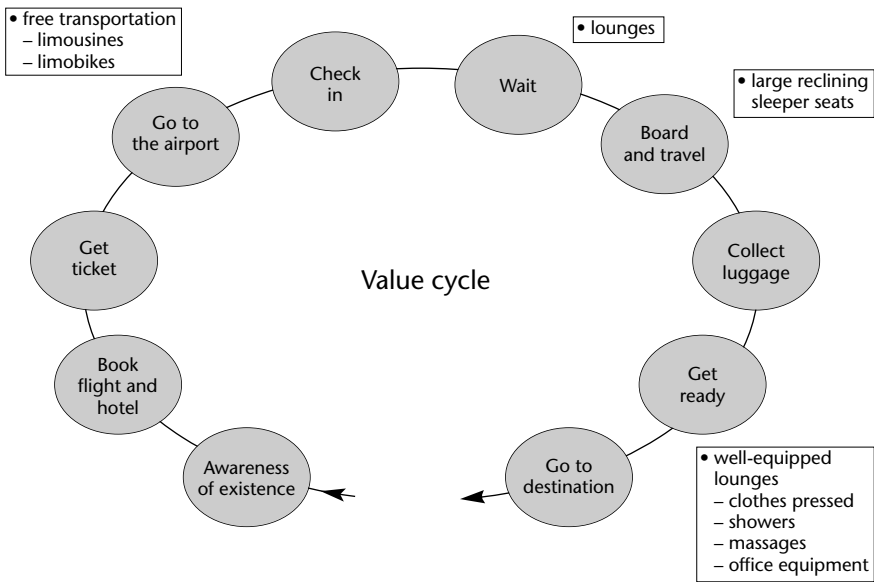 • free transportation
– limousines
– limobikes
• lounges
• large reclining
sleeper seats
Check
in
Wait
Go to
the airport
Board
and travel
Get
ticket
Collect
luggage
Value cycle
Book
flight and
hotel
Get
ready
Awareness
of existence
Go to
destination
• well-equipped
lounges
– clothes pressed
– showers
– massages
– office equipment